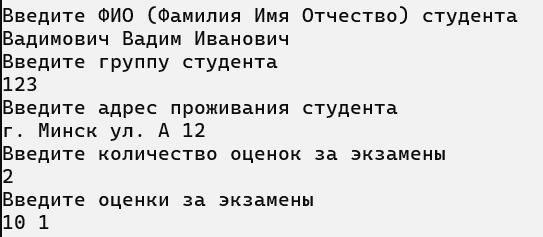 Введите ФИО (Фамилия Имя Отчество) студента
Вадимович Вадим Иванович
Введите группу студента
123
Введите адрес проживания студента
г. Минск ул. А 12
Введите количество оценок за экзамены
2
Введите оценки за экзамены
10 1